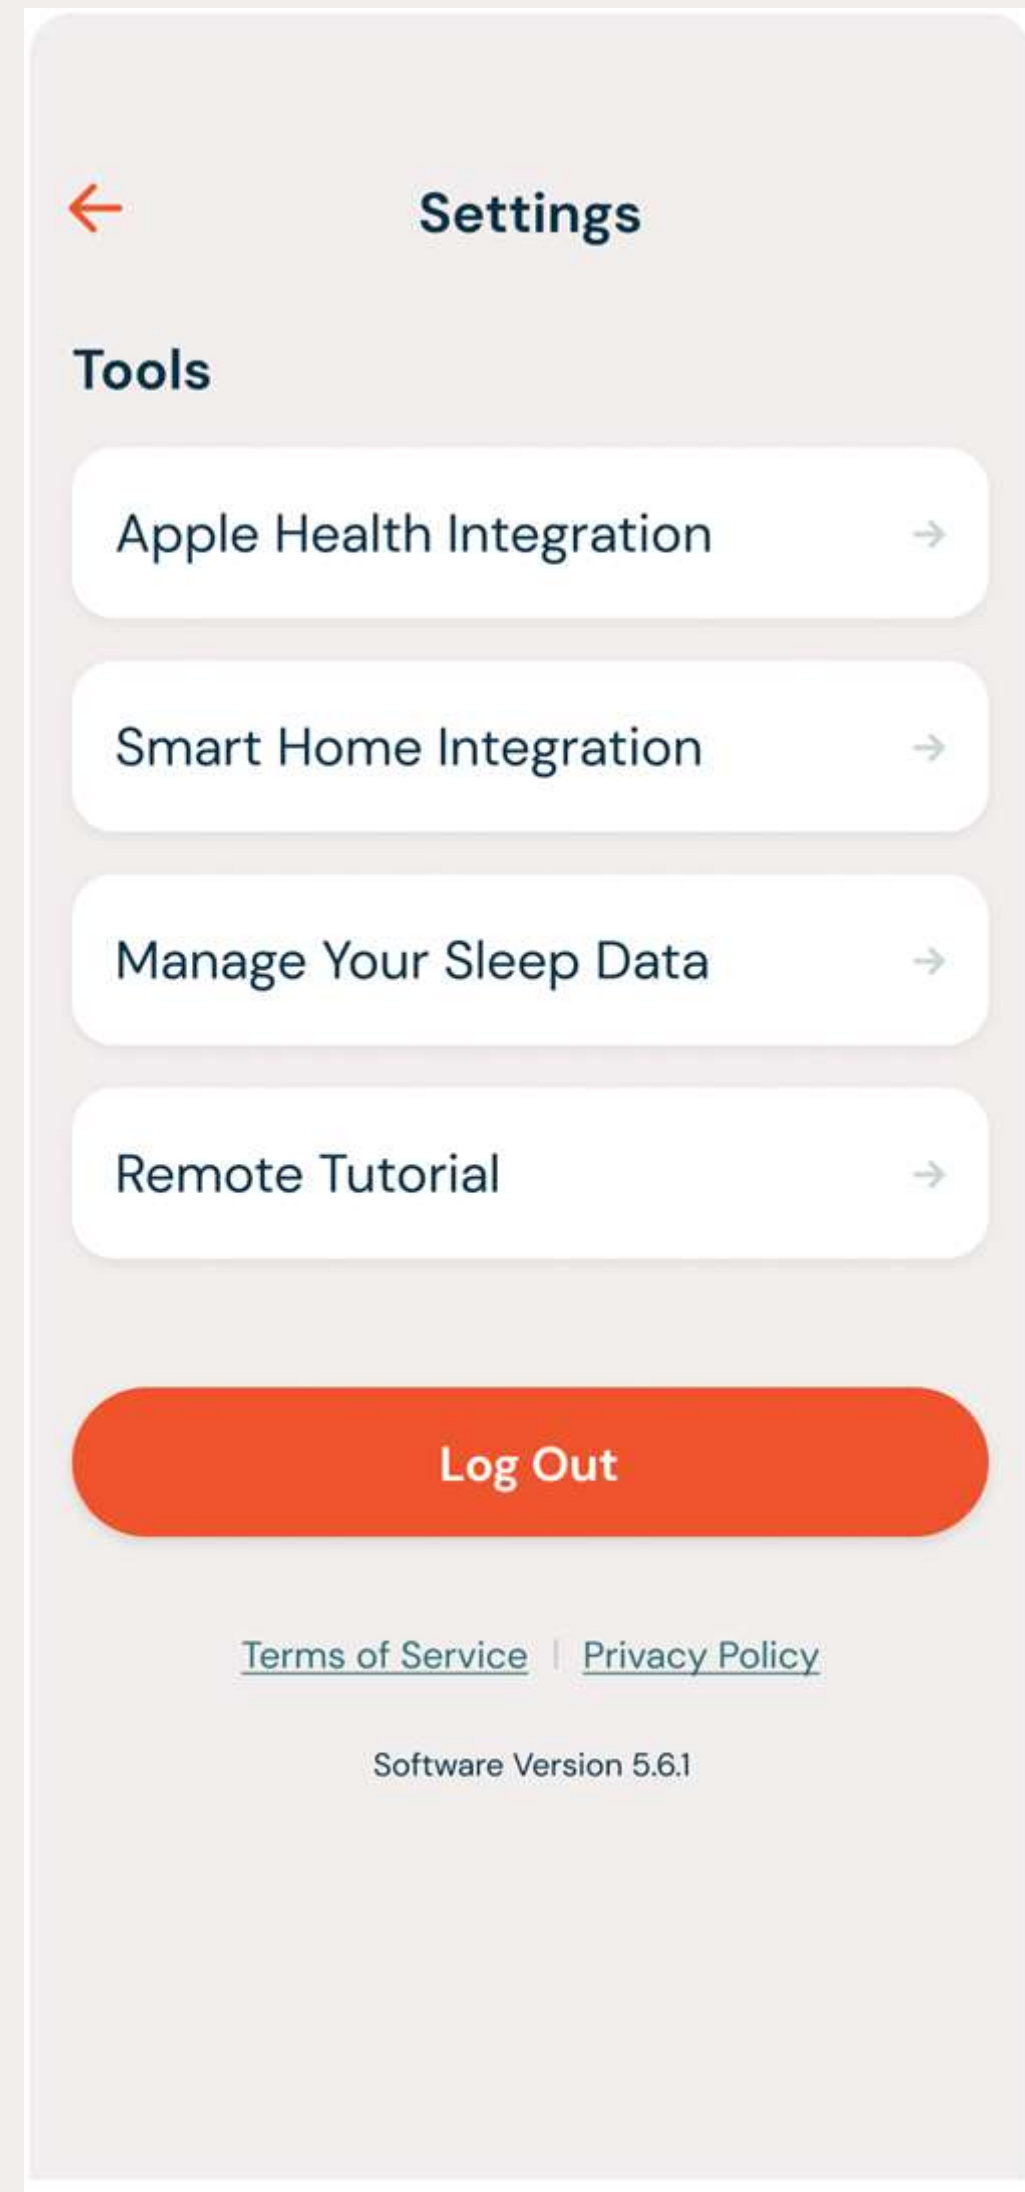 Settings
Tools
Apple Health Integration
Smart Home Integration
Manage Your Sleep Data
Remote Tutorial
Log Out
Terms of Service | Privacy Policy
Software Version 5.6.1